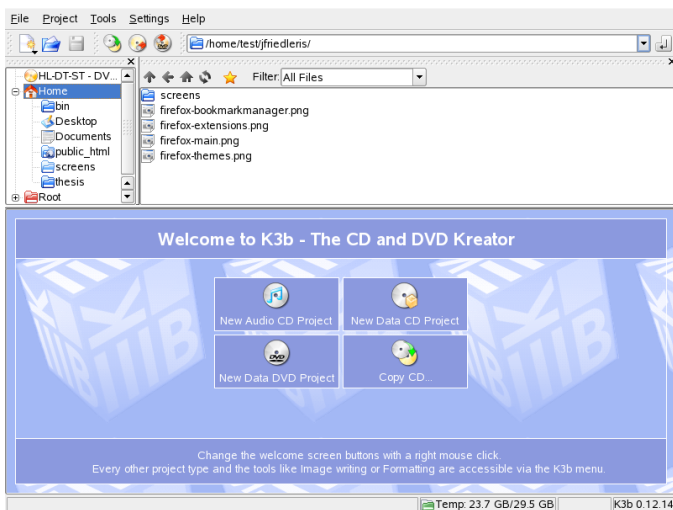 File Project Tools Settings Help
/home/test/jfriedleris/
HL-DT-ST - DV...
Home
bin
Desktop
Documents
public_html
screens
thesis
Root
Filter: All Files
screens
firefox-bookmarkmanager.png
firefox-extensions.png
firefox-main.png
firefox-themes.png
Welcome to K3b - The CD and DVD Kreator
New Audio CD Project
New Data CD Project
New Data DVD Project
Copy CD...
Change the welcome screen buttons with a right mouse click.
Every other project type and the tools like Image writing or Formatting are accessible via the K3b menu.
Temp: 23.7 GB/29.5 GB
K3b 0.12.14